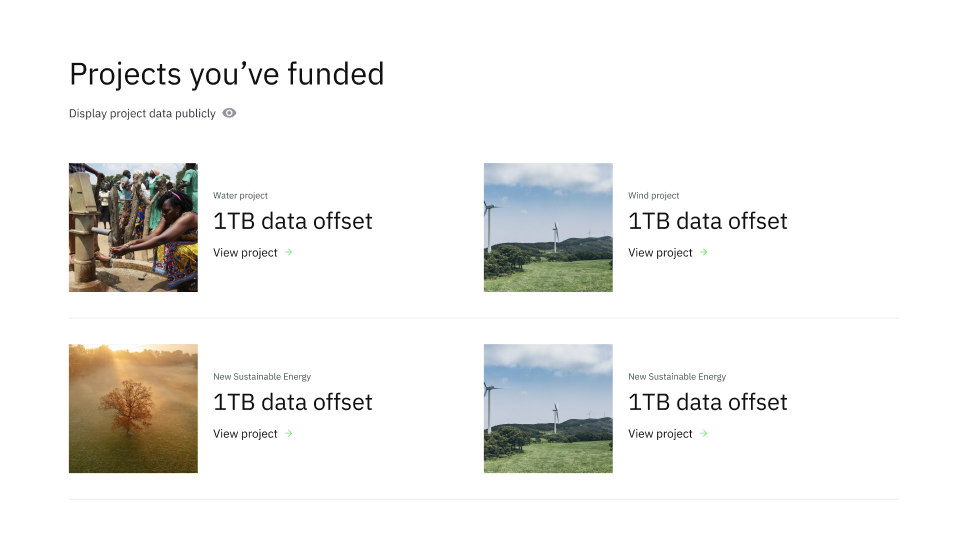 Projects you’ve funded
Display project data publicly
Water project
1TB data offset
View project
Wind project
1TB data offset
View project
New Sustainable Energy
1TB data offset
View project
New Sustainable Energy
1TB data offset
View project